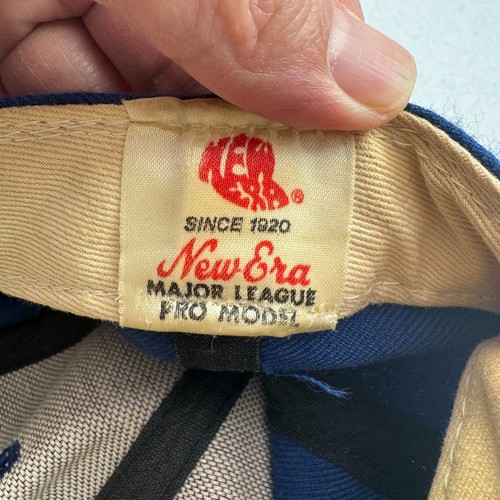 NEW
ERA®
SINCE 1920
New Era
MAJOR LEAGUE
PRO MODEL